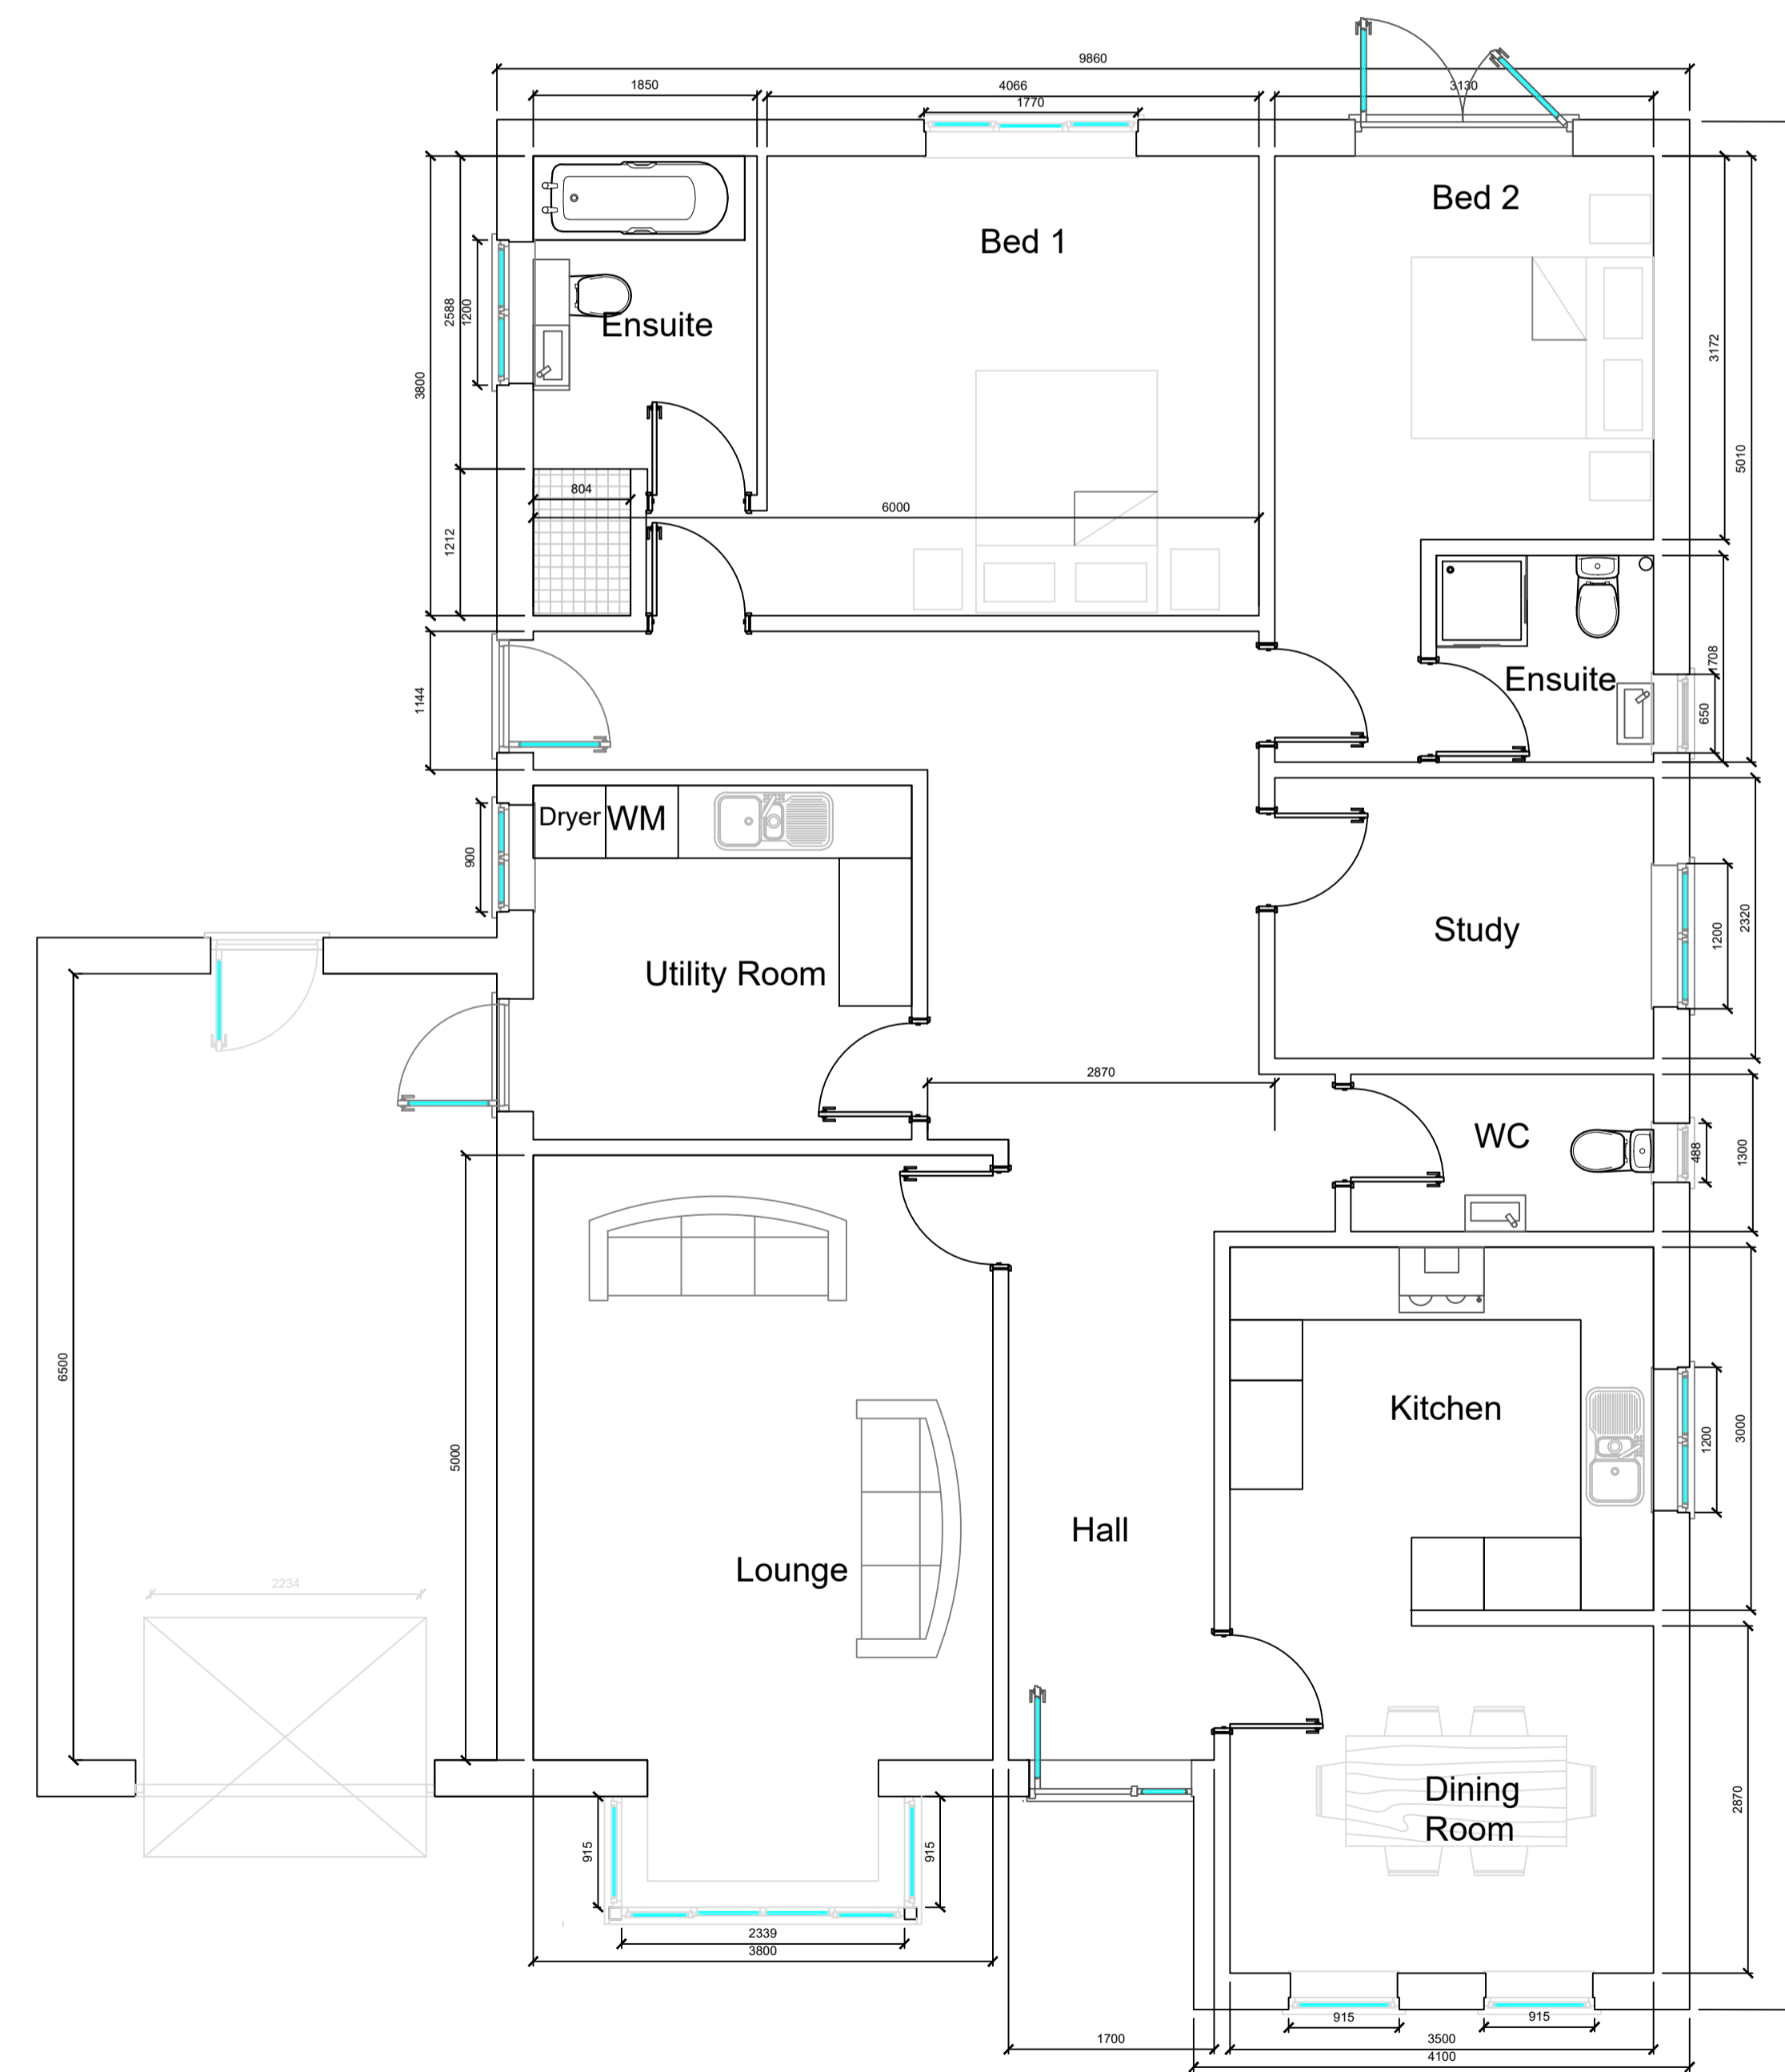 9860
1850
4066
3130
1770
Bed 2
Bed 1
Ensuite
2588
1200
3800
3172
5010
804
6000
1212
1144
Ensuite
1708
650
Dryer
WM
900
Study
1200
2320
Utility Room
2870
WC
488
1300
6500
5000
Kitchen
1200
3000
Hall
Lounge
2234
Dining
Room
2870
915
915
2339
3800
915
915
1700
3500
4100